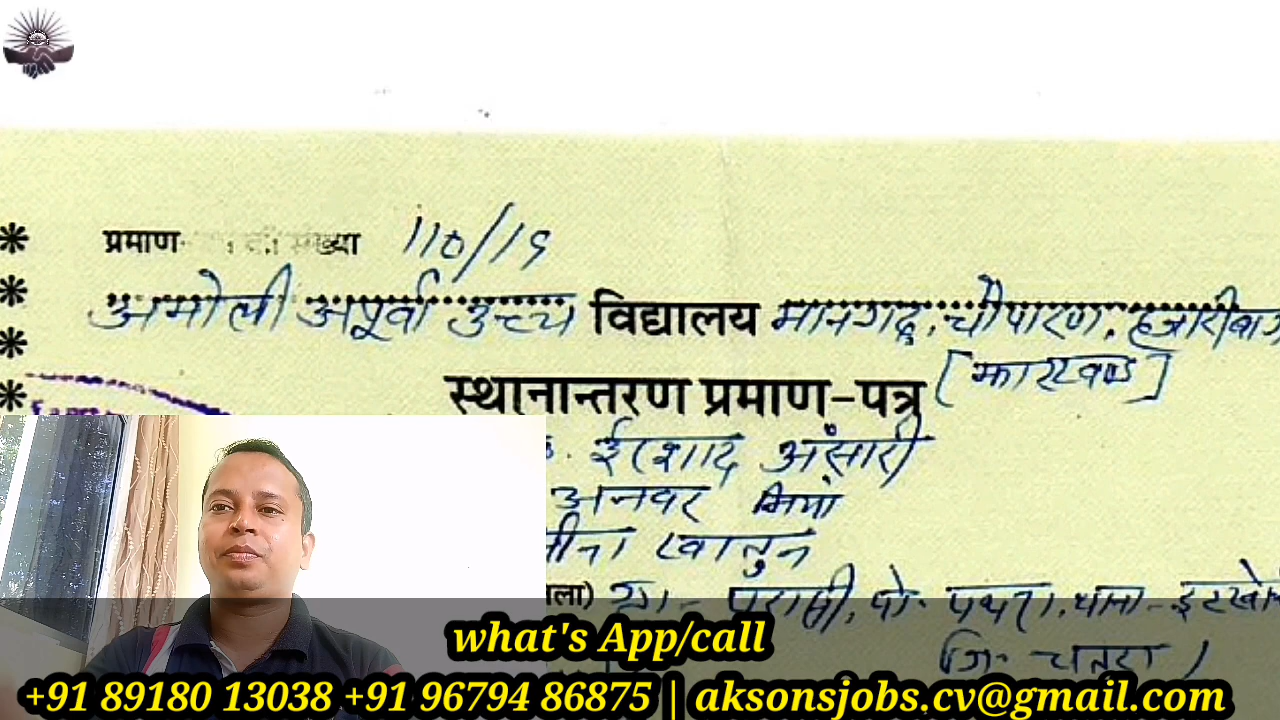 प्रमाण संख्या 110/19
अमोली अपूर्वा उच्च विद्यालय मानगढ़, चौपारण, हजारीबाग
[झारखण्ड]
स्थानान्तरण प्रमाण-पत्र
ईरशाद अंसारी
अनवर मियां
खातुन
ग्रा- पो- पथरा, थाना- इटखो
जि- चतरा।
what's App/call
+91 89180 13038 +91 96794 86875 | aksonsjobs.cv@gmail.com